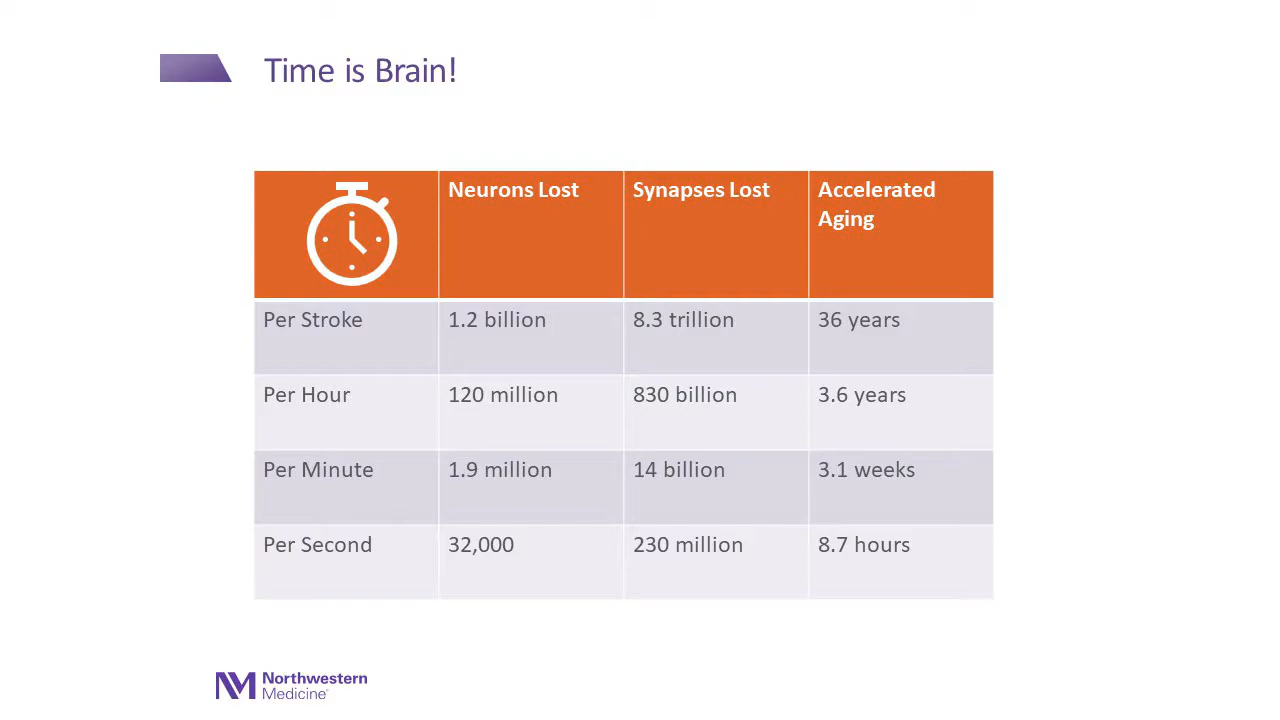 Time is Brain!
Neurons Lost
Synapses Lost
Accelerated
Aging
Per Stroke
1.2 billion
8.3 trillion
36 years
Per Hour
120 million
830 billion
3.6 years
Per Minute
1.9 million
14 billion
3.1 weeks
Per Second
32,000
230 million
8.7 hours
NM
Northwestern
Medicine